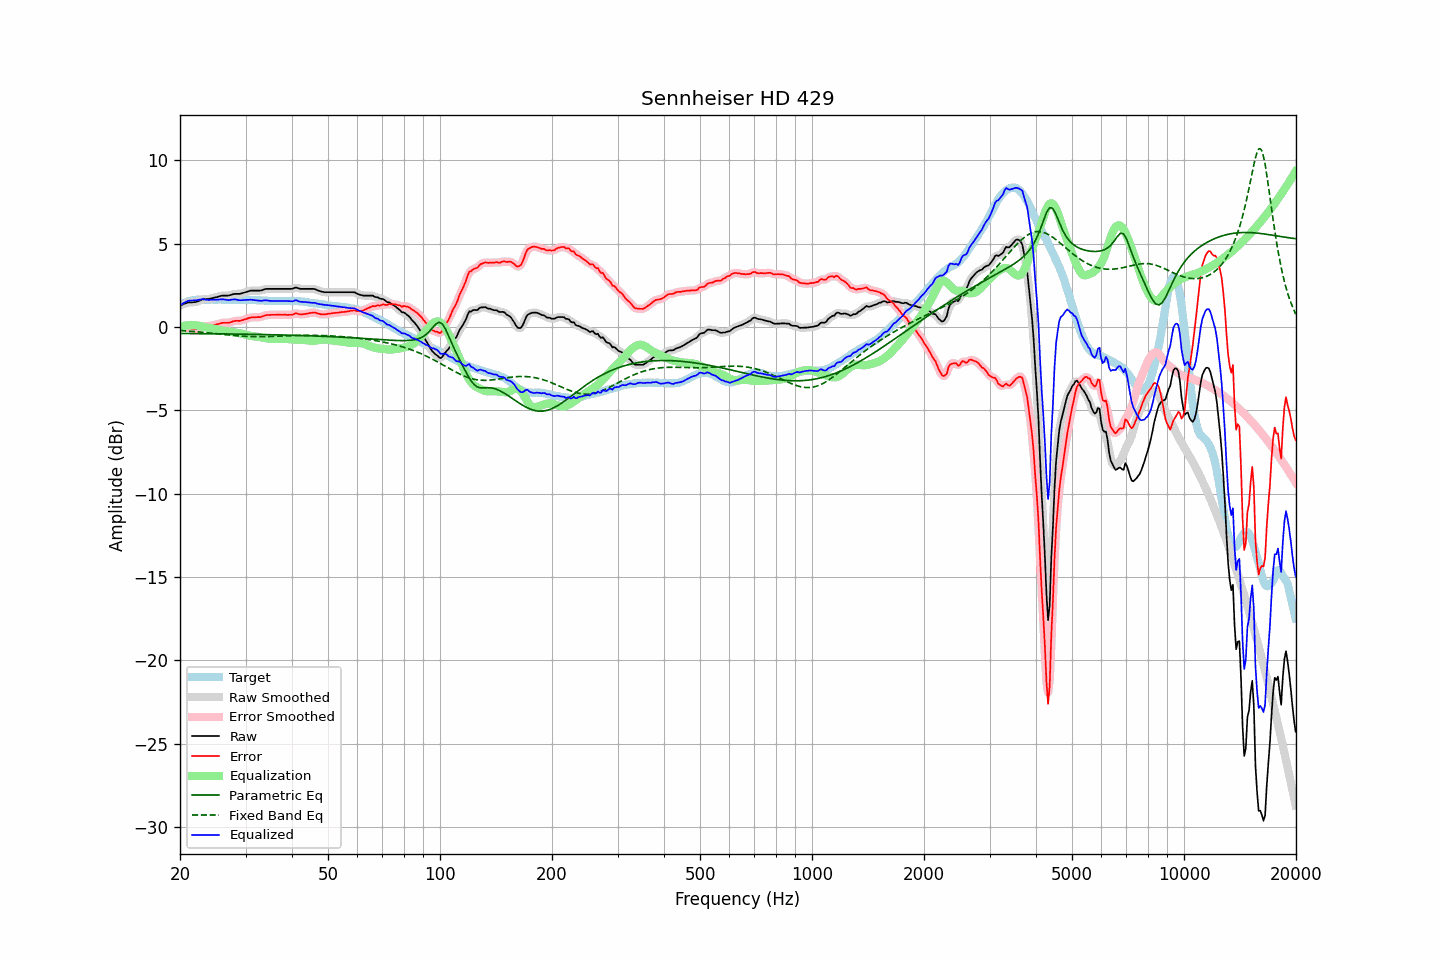 Sennheiser HD 429
Amplitude (dBr)
10
5
0
−5
−10
−15
−20
−25
−30
Target
Raw Smoothed
Error Smoothed
Raw
Error
Equalization
Parametric Eq
Fixed Band Eq
Equalized
20 50 100 200 500 1000 2000 5000 10000 20000
Frequency (Hz)